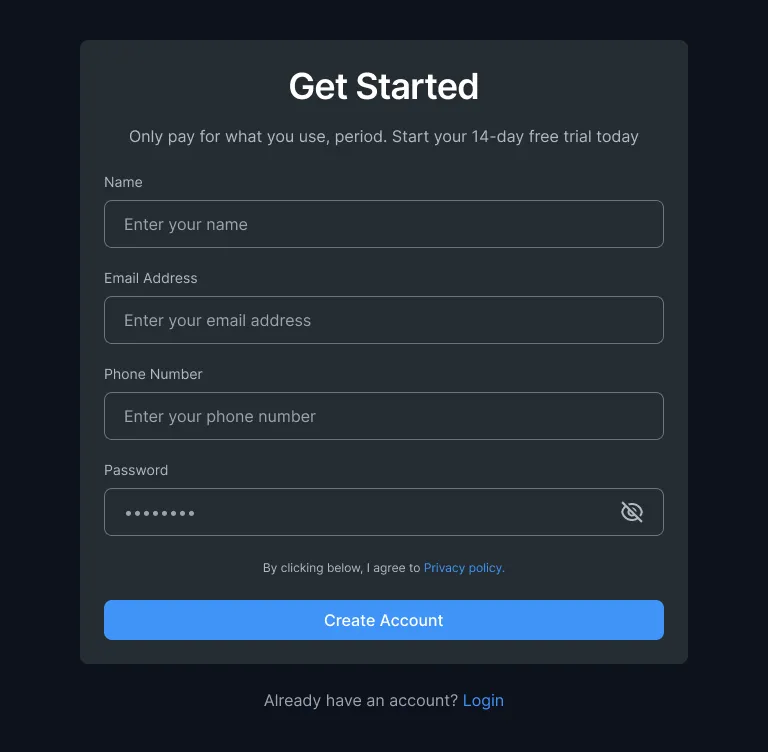 Get Started
Only pay for what you use, period. Start your 14-day free trial today
Name
Enter your name
Email Address
Enter your email address
Phone Number
Enter your phone number
Password
••••••••
By clicking below, I agree to Privacy policy.
Create Account
Already have an account? Login